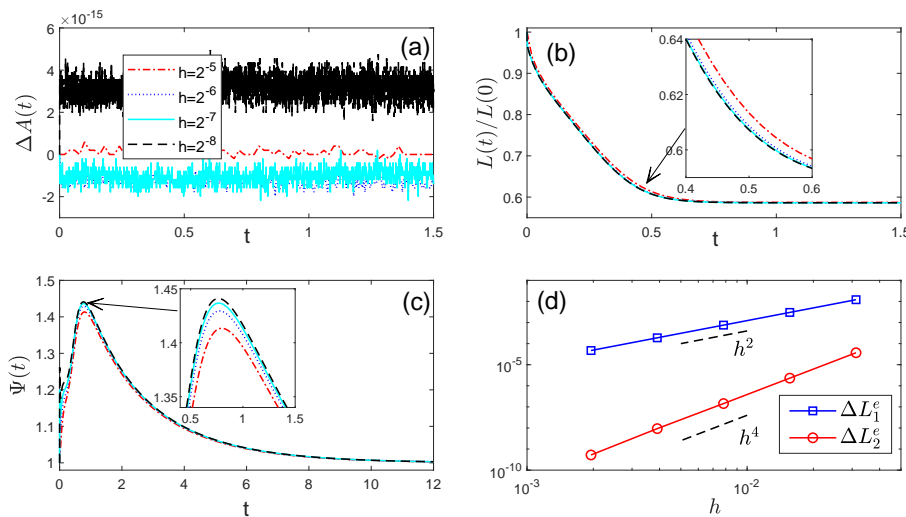 ×10⁻¹⁵
(a)
6
4
2
0
-2
ΔA(t)
h=2⁻⁵
h=2⁻⁶
h=2⁻⁷
h=2⁻⁸
0
0.5
1
1.5
t
(b)
1
0.9
0.8
0.7
0.6
L(t)/L(0)
0.64
0.62
0.6
0.4
0.5
0.6
0
0.5
1
1.5
t
(c)
1.5
1.4
1.3
1.2
1.1
1
Ψ(t)
1.45
1.4
1.35
0.5
1
1.5
0
2
4
6
8
10
12
t
(d)
10⁻⁵
10⁻¹⁰
h²
h⁴
ΔL₁ᵉ
ΔL₂ᵉ
10⁻³
10⁻²
h